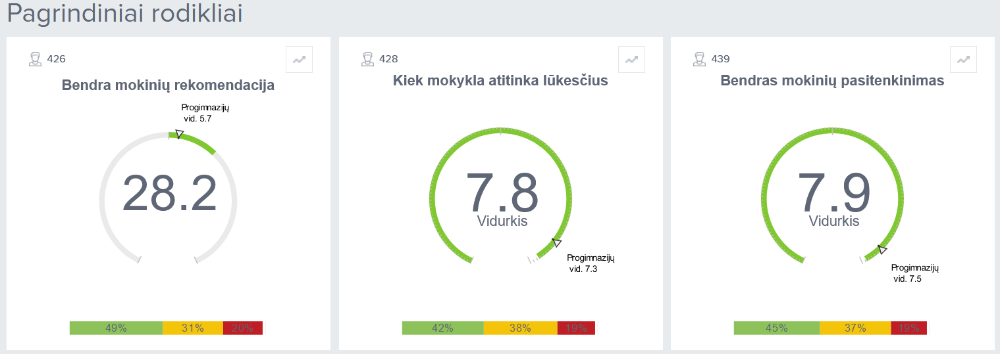 Pagrindiniai rodikliai
426
Bendra mokinių rekomendacija
Progimnazijų
vid. 5.7
28.2
49% 31% 20%
428
Kiek mokykla atitinka lūkesčius
7.8
Vidurkis
Progimnazijų
vid. 7.3
42% 38% 19%
439
Bendras mokinių pasitenkinimas
7.9
Vidurkis
Progimnazijų
vid. 7.5
45% 37% 19%